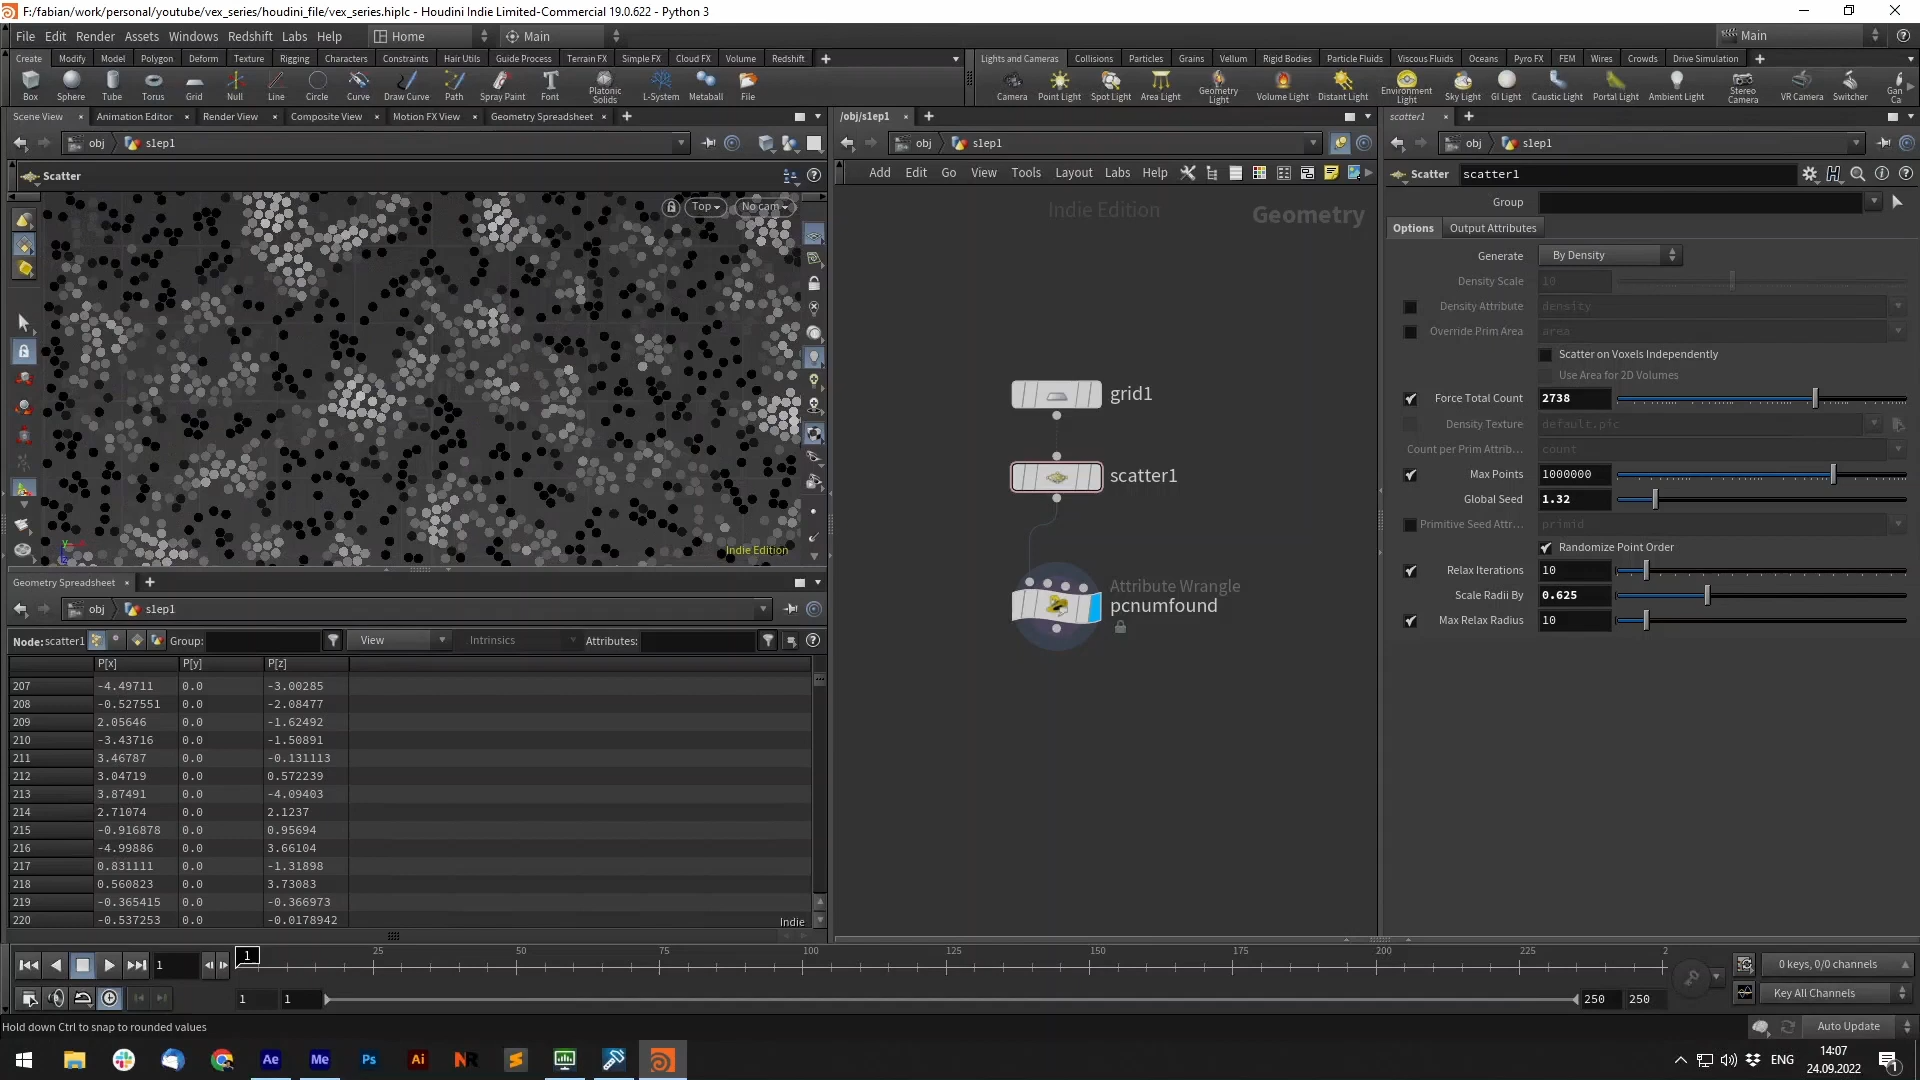 F:/fabian/work/personal/youtube/vex_series/houdini_file/vex_series.hiplc - Houdini Indie Limited-Commercial 19.0.622 - Python 3
File Edit Render Assets Windows Redshift Labs Help Home Main Main
Create Modify Model Polygon Deform Texture Rigging Characters Constraints Hair Utils Guide Process Terrain FX Simple FX Cloud FX Volume Redshift
Lights and Cameras Collisions Particles Grains Vellum Rigid Bodies Particle Fluids Viscous Fluids Oceans Pyro FX FEM Wires Crowds Drive Simulation
Box Sphere Tube Torus Grid Null Line Circle Curve Draw Curve Path Spray Paint Font Platonic Solids L-System Metaball File
Camera Point Light Spot Light Area Light Geometry Light Volume Light Distant Light Environment Light Sky Light GI Light Caustic Light Portal Light Ambient Light Stereo Camera VR Camera Switcher Gan Ca
Scene View Animation Editor Render View Composite View Motion FX View Geometry Spreadsheet
obj slep1
Scatter
Top No cam
Indie Edition
Geometry Spreadsheet
obj slep1
Node: scatter1 Group: View Intrinsics Attributes:
P[x] P[y] P[z]
207 -4.49711 0.0 -3.00285
208 -0.527551 0.0 -2.08477
209 2.05646 0.0 -1.62492
210 -3.43716 0.0 -1.50891
211 3.46787 0.0 -0.131113
212 3.04719 0.0 0.572239
213 3.87491 0.0 -4.09403
214 2.71074 0.0 2.1237
215 -0.916878 0.0 0.95694
216 -4.99886 0.0 3.66104
217 0.831111 0.0 -1.31898
218 0.560823 0.0 3.73083
219 -0.365415 0.0 -0.366973
220 -0.537253 0.0 -0.0178942
Indie
/obj/slep1
obj slep1
Add Edit Go View Tools Layout Labs Help
Indie Edition Geometry
grid1
scatter1
Attribute Wrangle
pcnumfound
scatter1
obj slep1
Scatter scatter1
Group
Options Output Attributes
Generate By Density
Density Scale 10
Density Attribute density
Override Prim Area area
Scatter on Voxels Independently
Use Area for 2D Volumes
Force Total Count 2738
Density Texture default.pic
Count per Prim Attrib... count
Max Points 1000000
Global Seed 1.32
Primitive Seed Attr... primid
Randomize Point Order
Relax Iterations 10
Scale Radii By 0.625
Max Relax Radius 10
1 1 25 50 75 100 125 150 175 200 225 2
0 keys, 0/0 channels
1 1 250 250
Key All Channels
Hold down Ctrl to snap to rounded values
Auto Update
Ae Me Ps Ai NR
ENG
14:07
24.09.2022
1